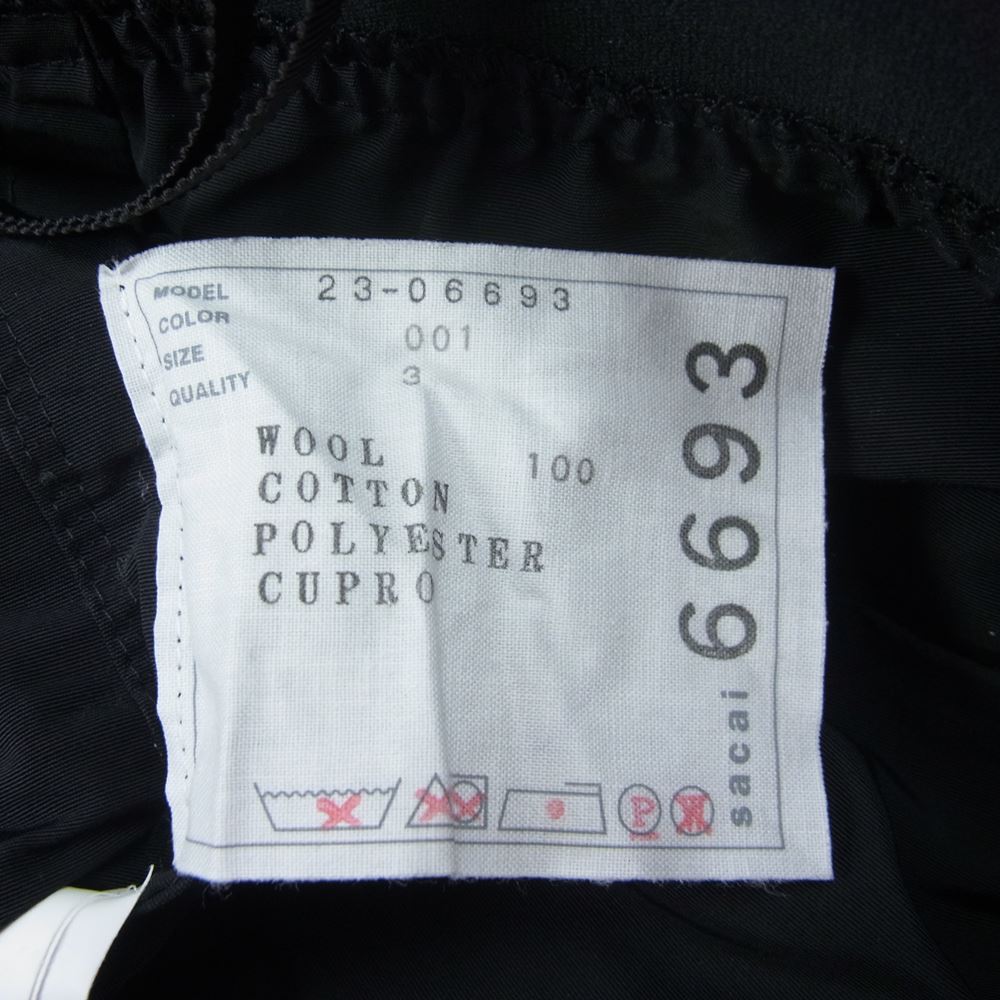 MODEL 23-06693
COLOR 001
SIZE 3
QUALITY
WOOL 100
COTTON
POLYESTER
CUPRO
P
W
sacai 6693